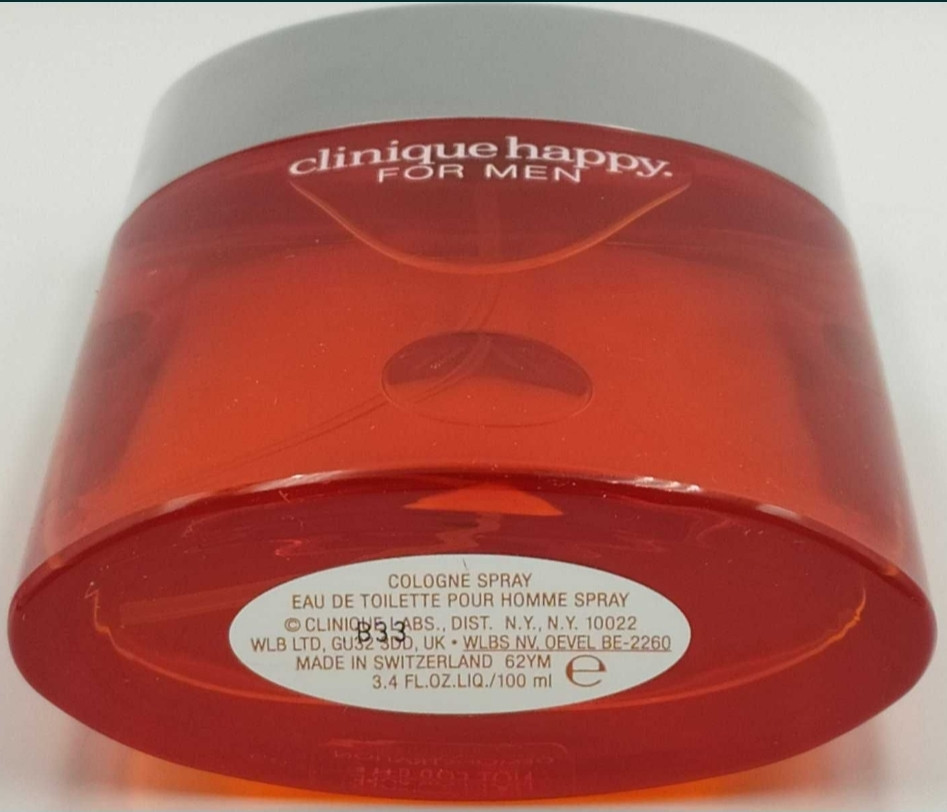 clinique happy.
FOR MEN
COLOGNE SPRAY
EAU DE TOILETTE POUR HOMME SPRAY
© CLINIQUE LABS., DIST. N.Y., N.Y. 10022
B33
WLB LTD, GU32 3DD, UK • WLBS NV, OEVEL BE-2260
MADE IN SWITZERLAND 62YM e
3.4 FL.OZ.LIQ./100 ml